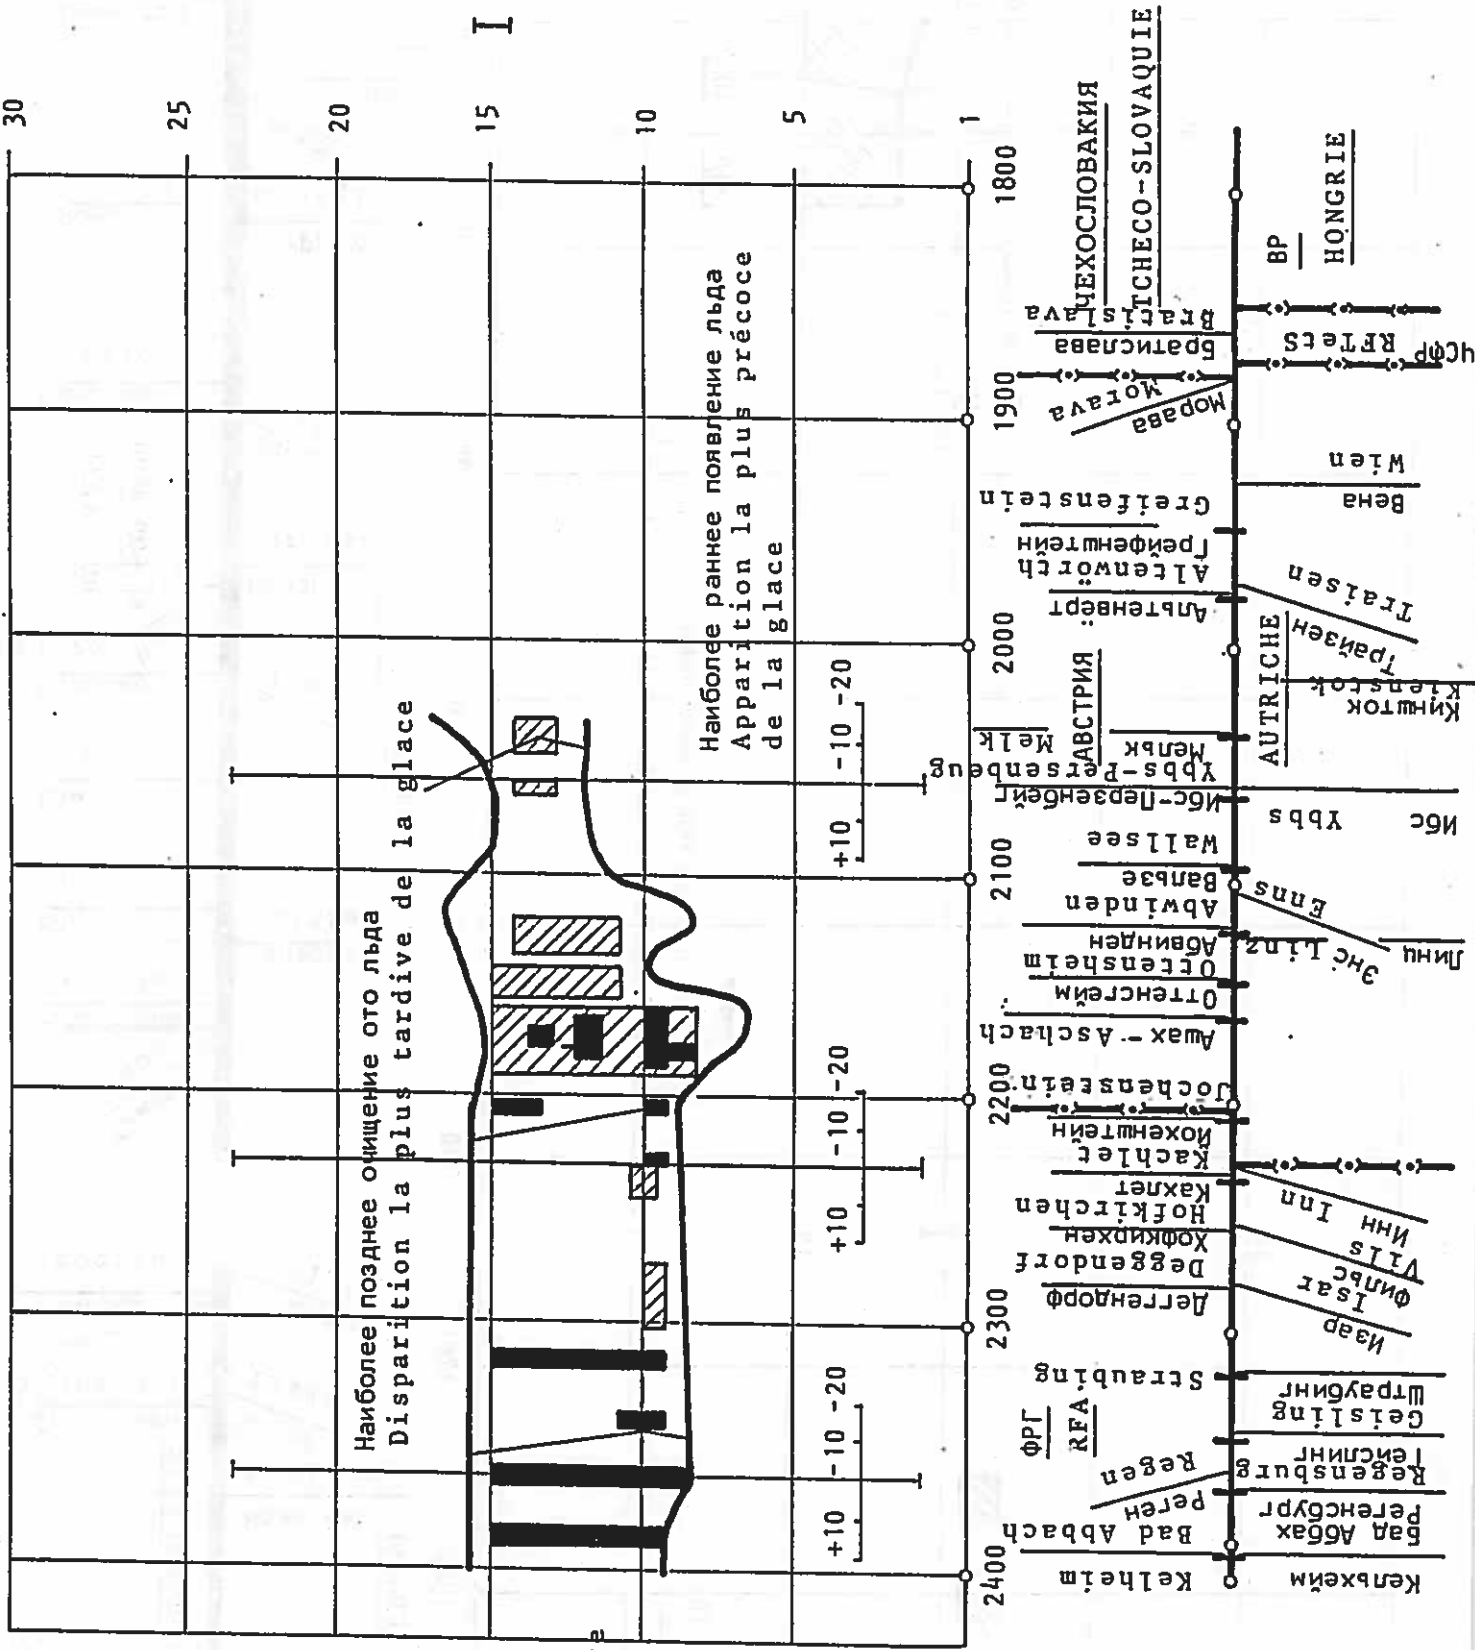 I
30
25
20
15
10
5
1
Наиболее позднее очищение ото льда
Disparition la plus tardive de la glace
Наиболее раннее появление льда
Apparition la plus précoce
de la glace
+10 -10 -20
+10 -10 -20
+10 -10 -20
2400
2300
2200
2100
2000
1900
1800
ФРГ
RFA
АВСТРИЯ
AUTRICHE
ЧЕХОСЛОВАКИЯ
TCHECO-SLOVAQUIE
ВР
HONGRIE
ЧСФР
RFTetS
Kelheim
Кельхейм
Bad Abbach
Бад Аббах
Регенсбург
Regensburg
Реген
Regen
Гейслинг
Geisling
Штраубинг
Straubing
Изар
Isar
Деггендорф
Deggendorf
Фильс
Vils
Хофкирхен
Hofkirchen
Инн
Inn
Кахлет
Kachlet
Йохенштейн
Jochenstein
Ашах-Aschach
Оттенсгейм
Ottensheim
Линц
Linz
Абвинден
Abwinden
Энс
Enns
Вальзе
Wallsee
Ибс
Ybbs
Ибс-Перзенбейг
Ybbs-Persenbeug
Мельк
Melk
Киншток
Kienstok
Альтенвёрт
Altenwörth
Трайзен
Traisen
Грейфенштейн
Greifenstein
Вена
Wien
Морава
Morava
Братислава
Bratislava